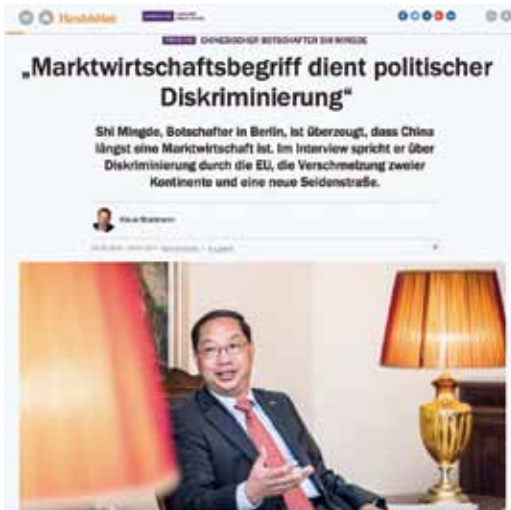 Handelsblatt
CHINESISCHER BOTSCHAFTER SHI MINGDE
„Marktwirtschaftsbegriff dient politischer
Diskriminierung“
Shi Mingde, Botschafter in Berlin, ist überzeugt, dass China
längst eine Marktwirtschaft ist. Im Interview spricht er über
Diskriminierung durch die EU, die Verschmelzung zweier
Kontinente und eine neue Seidenstraße.